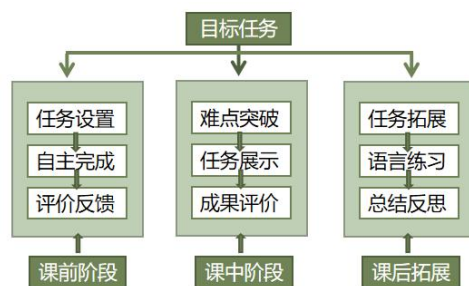 目标任务
任务设置
难点突破
任务拓展
自主完成
任务展示
语言练习
评价反馈
成果评价
总结反思
课前阶段
课中阶段
课后拓展